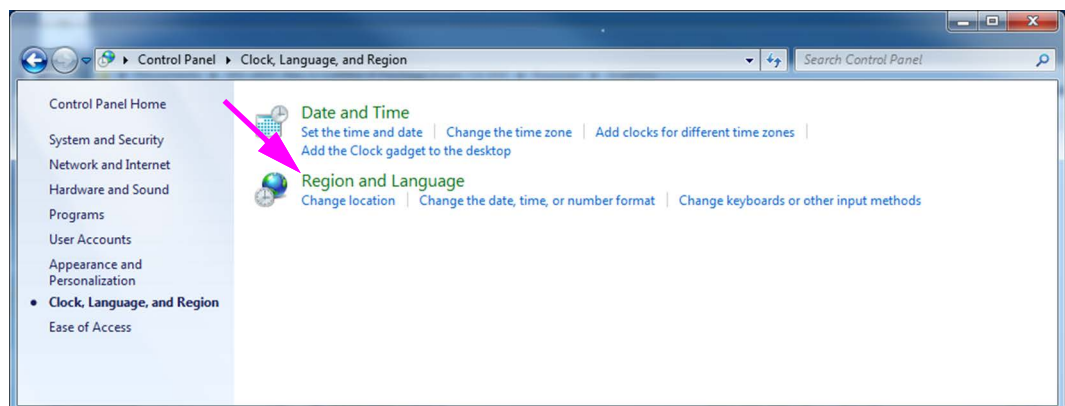 Control Panel Clock, Language, and Region Search Control Panel
Control Panel Home
System and Security
Network and Internet
Hardware and Sound
Programs
User Accounts
Appearance and
Personalization
Clock, Language, and Region
Ease of Access
Date and Time
Set the time and date Change the time zone Add clocks for different time zones
Add the Clock gadget to the desktop
Region and Language
Change location Change the date, time, or number format Change keyboards or other input methods